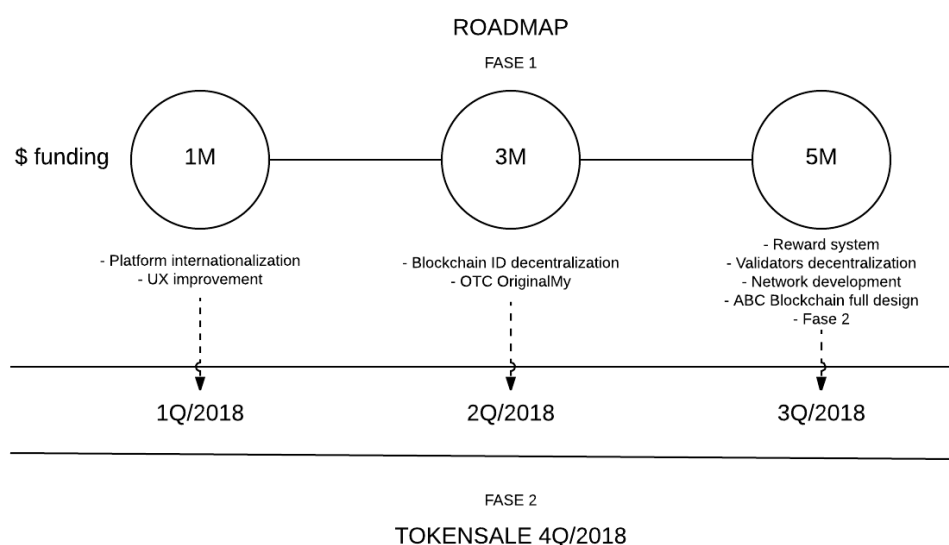 ROADMAP
FASE 1
$ funding
1M
3M
5M
- Platform internationalization
- UX improvement
- Blockchain ID decentralization
- OTC OriginalMy
- Reward system
- Validators decentralization
- Network development
- ABC Blockchain full design
- Fase 2
1Q/2018
2Q/2018
3Q/2018
FASE 2
TOKENSALE 4Q/2018